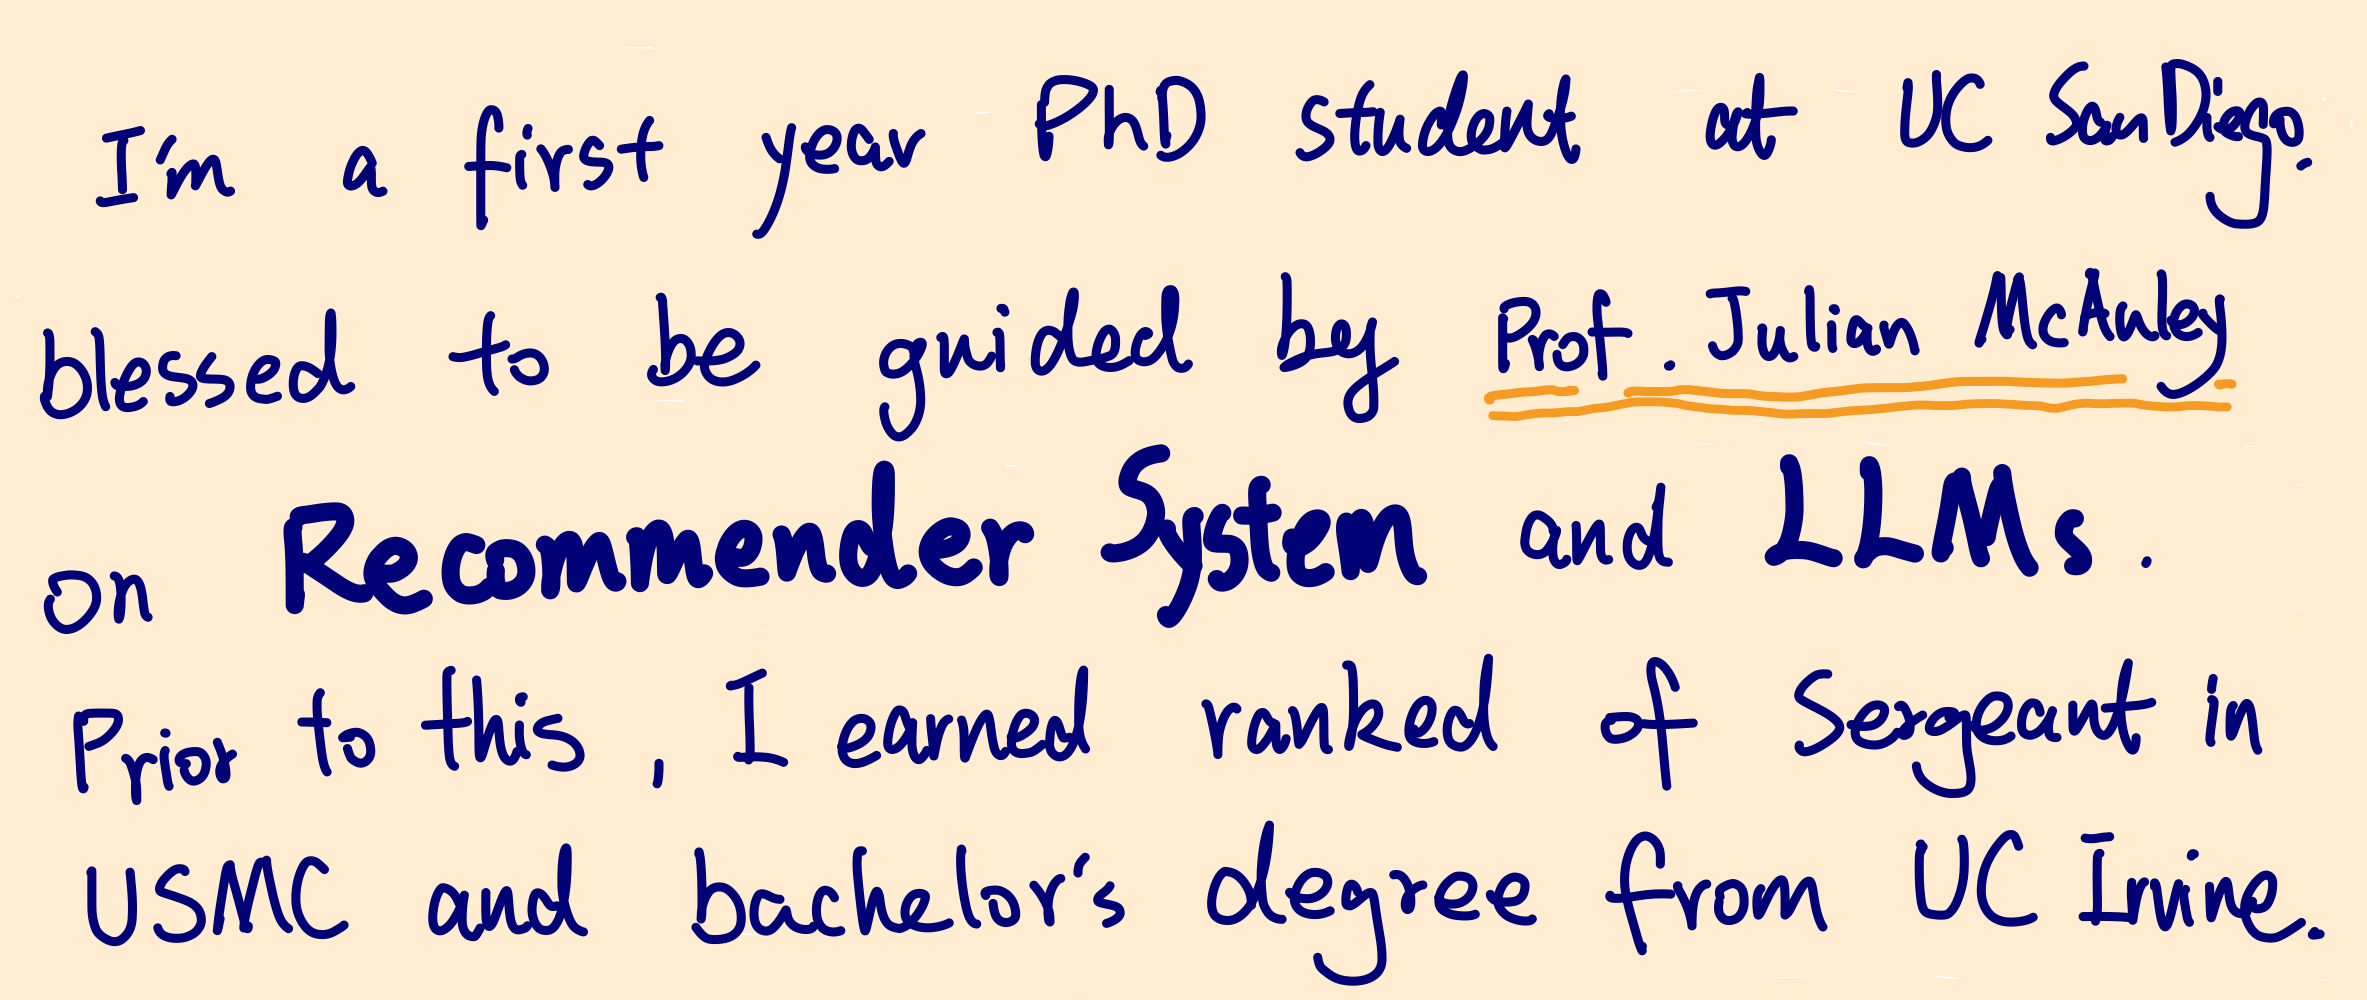 I'm a first year PhD student at UC San Diego.
blessed to be guided by Prof. Julian McAuley
on Recommender System and LLMs.
Prior to this, I earned ranked of Sergeant in
USMC and bachelor's degree from UC Irvine.